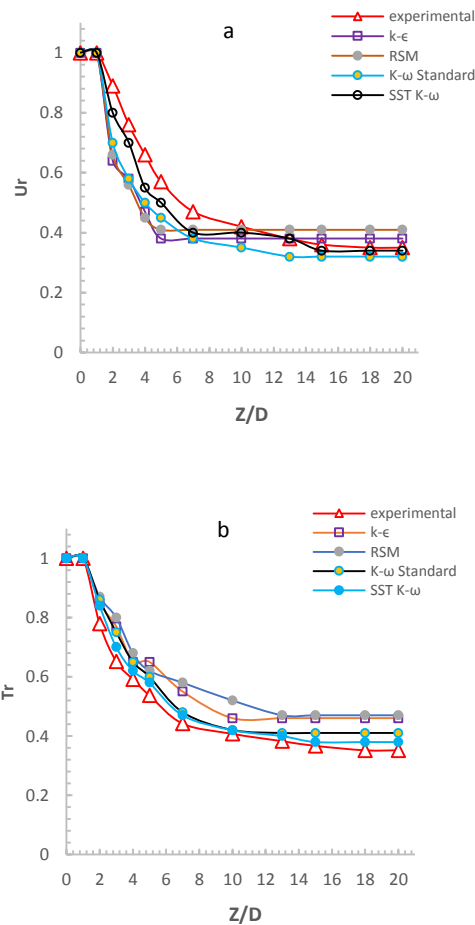 a
experimental
k-ϵ
RSM
K-ω Standard
SST K-ω
1
0.8
0.6
0.4
0.2
0
Ur
0 2 4 6 8 10 12 14 16 18 20
Z/D
b
experimental
k-ϵ
RSM
K-ω Standard
SST K-ω
1
0.8
0.6
0.4
0.2
0
Tr
0 2 4 6 8 10 12 14 16 18 20
Z/D